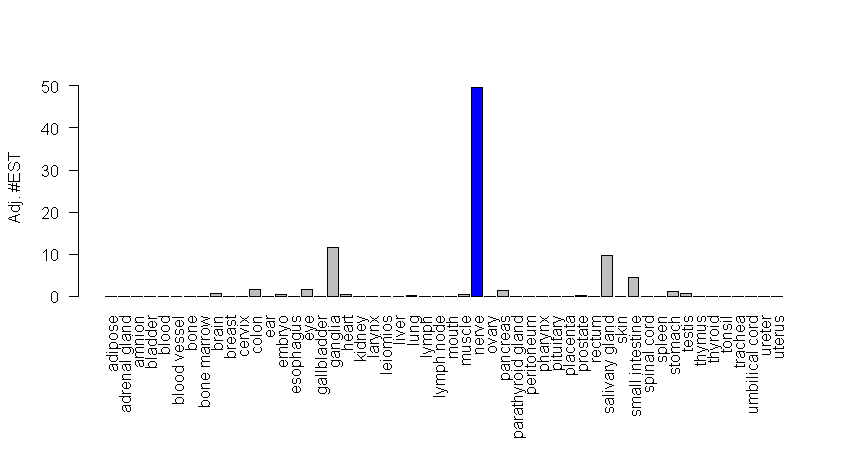 Adj. #EST
50
40
30
20
10
0
adipose
adrenal gland
amnion
bladder
blood
blood vessel
bone
bone marrow
brain
breast
cervix
colon
ear
embryo
esophagus
eye
gallbladder
ganglia
heart
kidney
larynx
leiomios
liver
lung
lymph
lymph node
mouth
muscle
nerve
ovary
pancreas
parathyroid gland
peritoneum
pharynx
pituitary
placenta
prostate
rectum
salivary gland
skin
small intestine
spinal cord
spleen
stomach
testis
thymus
thyroid
tonsil
trachea
umbilical cord
ureter
uterus